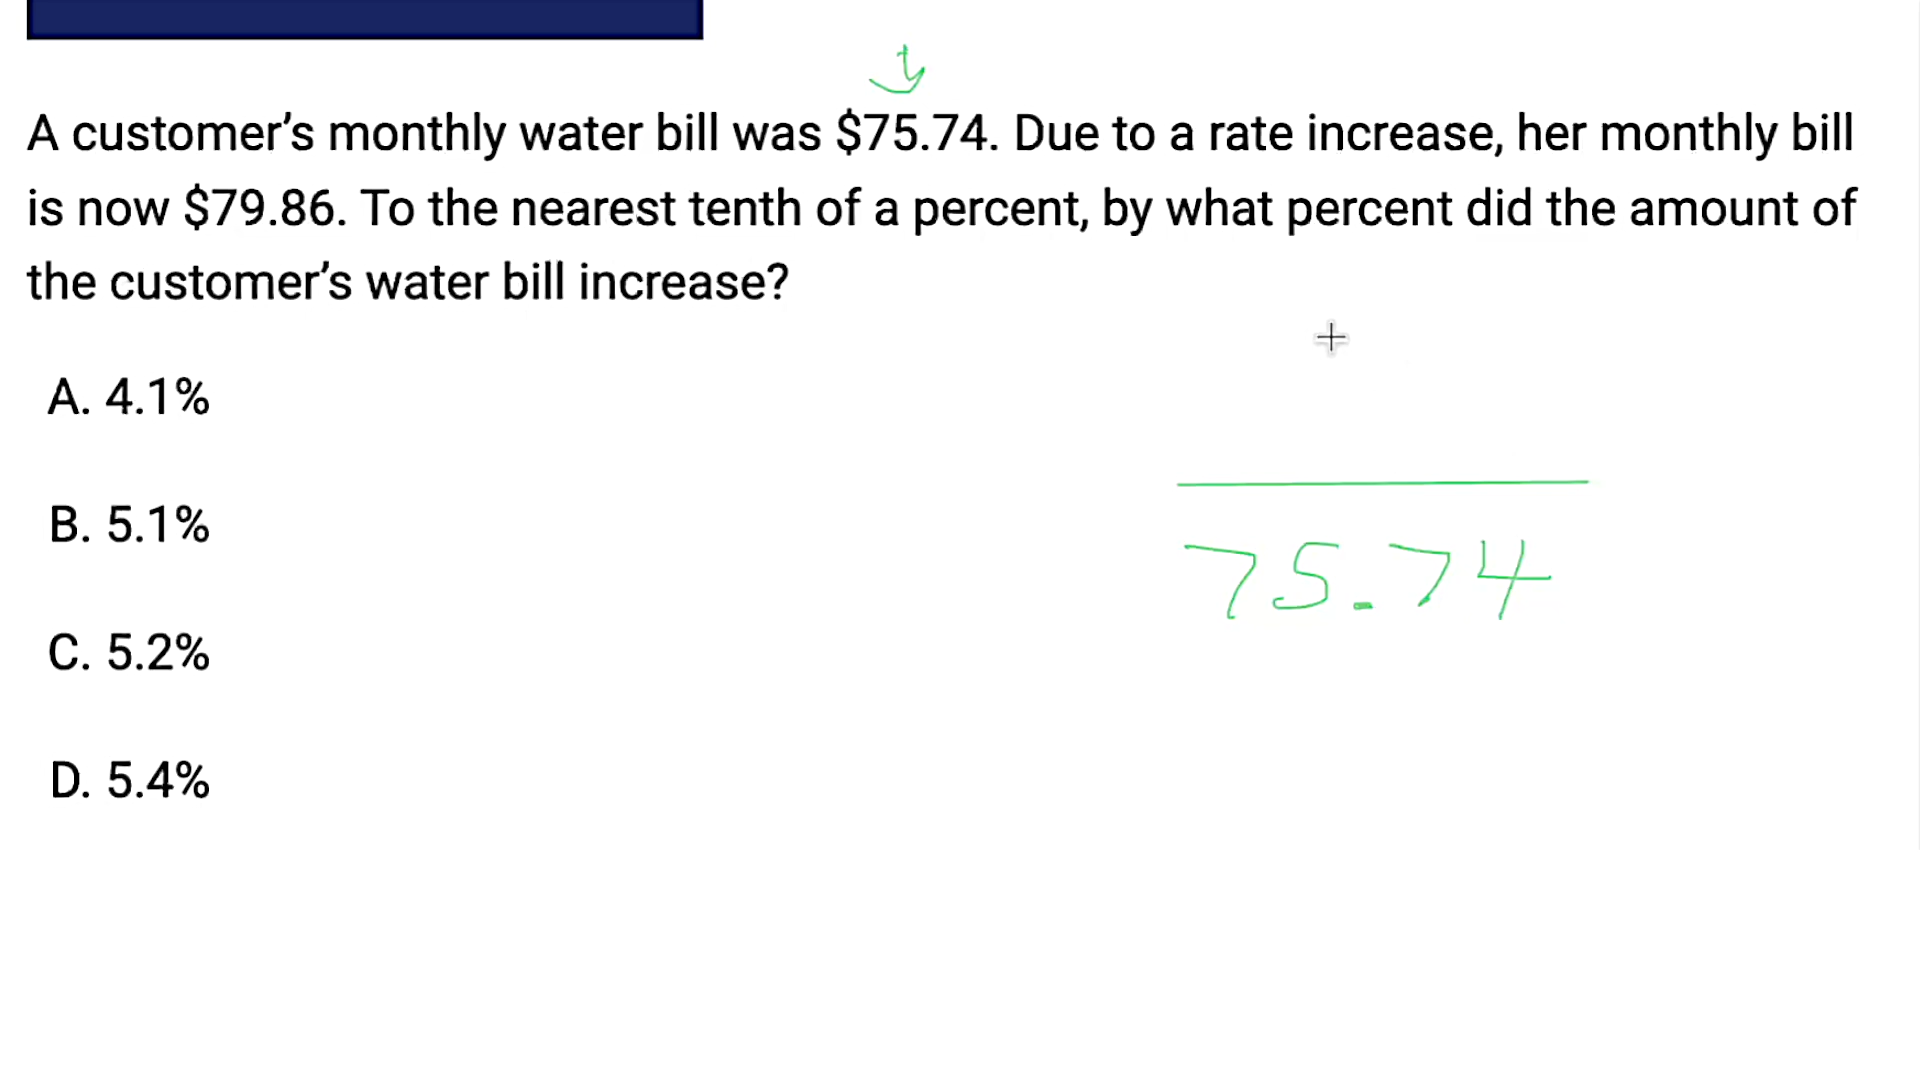 A customer’s monthly water bill was $75.74. Due to a rate increase, her monthly bill
is now $79.86. To the nearest tenth of a percent, by what percent did the amount of
the customer’s water bill increase?
A. 4.1%
B. 5.1%
C. 5.2%
D. 5.4%
75.74